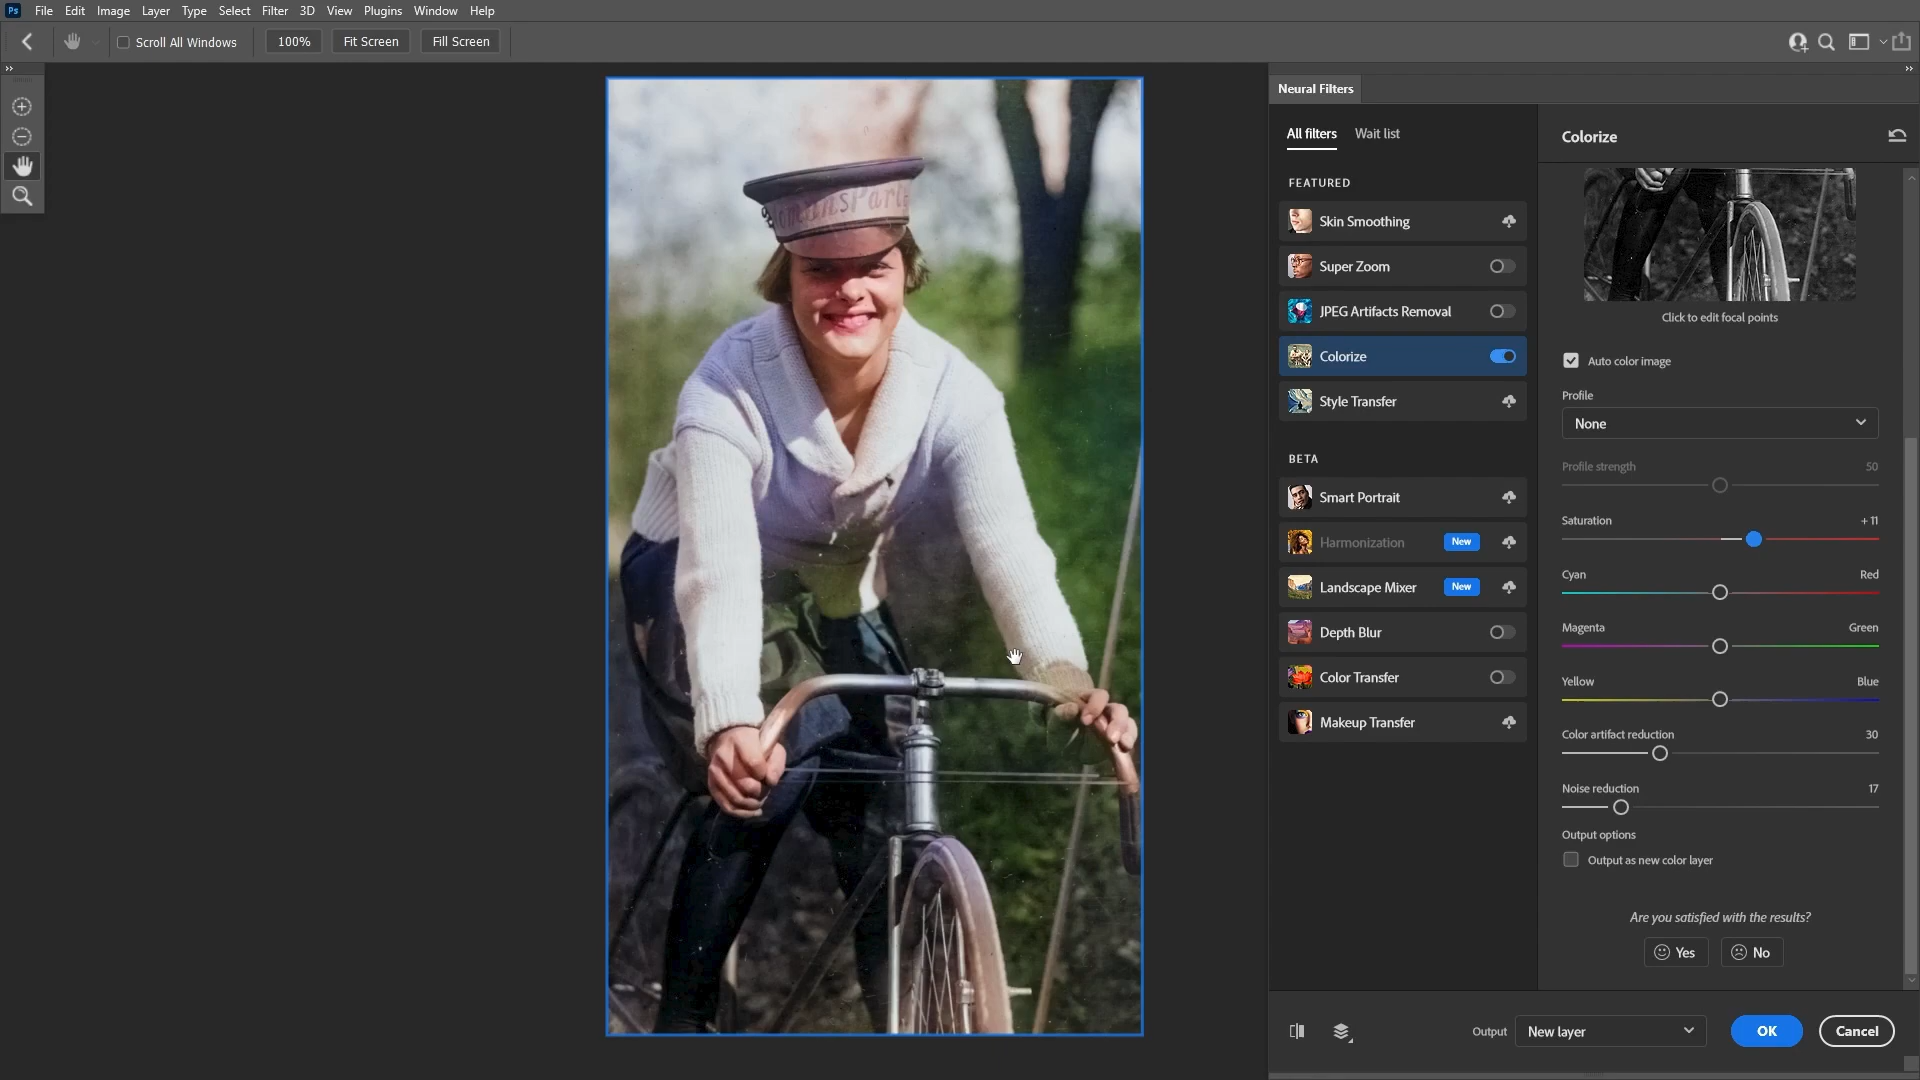 Ps File Edit Image Layer Type Select Filter 3D View Plugins Window Help
Scroll All Windows 100% Fit Screen Fill Screen
Neural Filters
All filters Wait list
FEATURED
Skin Smoothing
Super Zoom
JPEG Artifacts Removal
Colorize
Style Transfer
BETA
Smart Portrait
Harmonization New
Landscape Mixer New
Depth Blur
Color Transfer
Makeup Transfer
Colorize
Click to edit focal points
Auto color image
Profile
None
Profile strength 50
Saturation +11
Cyan Red
Magenta Green
Yellow Blue
Color artifact reduction 30
Noise reduction 17
Output options
Output as new color layer
Are you satisfied with the results?
Yes No
Output New layer OK Cancel